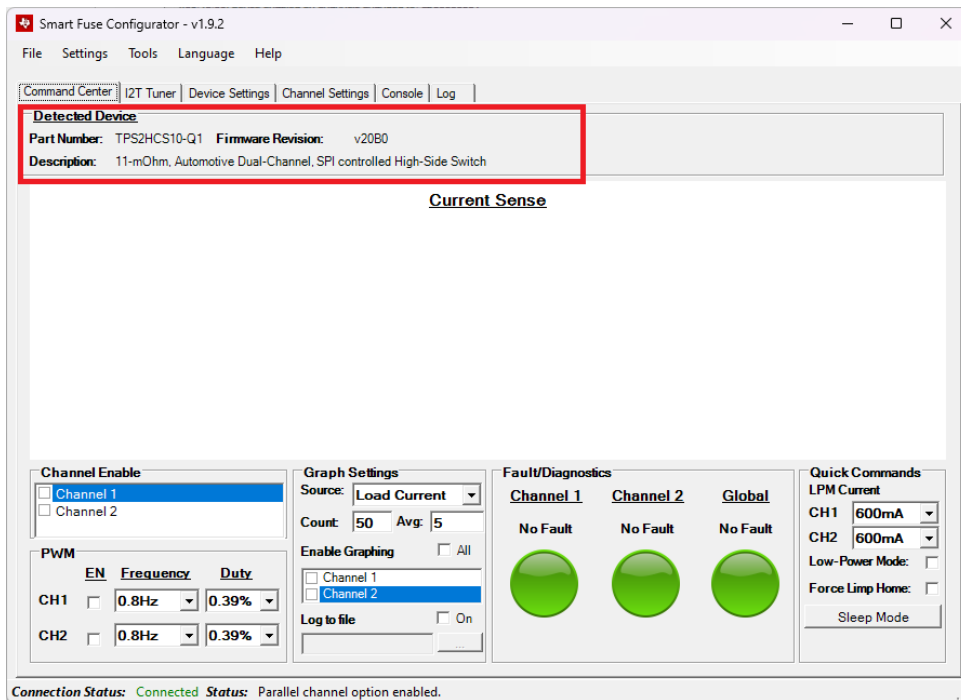 Smart Fuse Configurator - v1.9.2
File Settings Tools Language Help
Command Center I2T Tuner Device Settings Channel Settings Console Log
Detected Device
Part Number: TPS2HCS10-Q1 Firmware Revision: v20B0
Description: 11-mOhm, Automotive Dual-Channel, SPI controlled High-Side Switch
Current Sense
Channel Enable
Channel 1
Channel 2
PWM
EN Frequency Duty
CH1 0.8Hz 0.39%
CH2 0.8Hz 0.39%
Graph Settings
Source: Load Current
Count: 50 Avg: 5
Enable Graphing All
Channel 1
Channel 2
Log to file On
...
Fault/Diagnostics
Channel 1 Channel 2 Global
No Fault No Fault No Fault
Quick Commands
LPM Current
CH1 600mA
CH2 600mA
Low-Power Mode:
Force Limp Home:
Sleep Mode
Connection Status: Connected Status: Parallel channel option enabled.